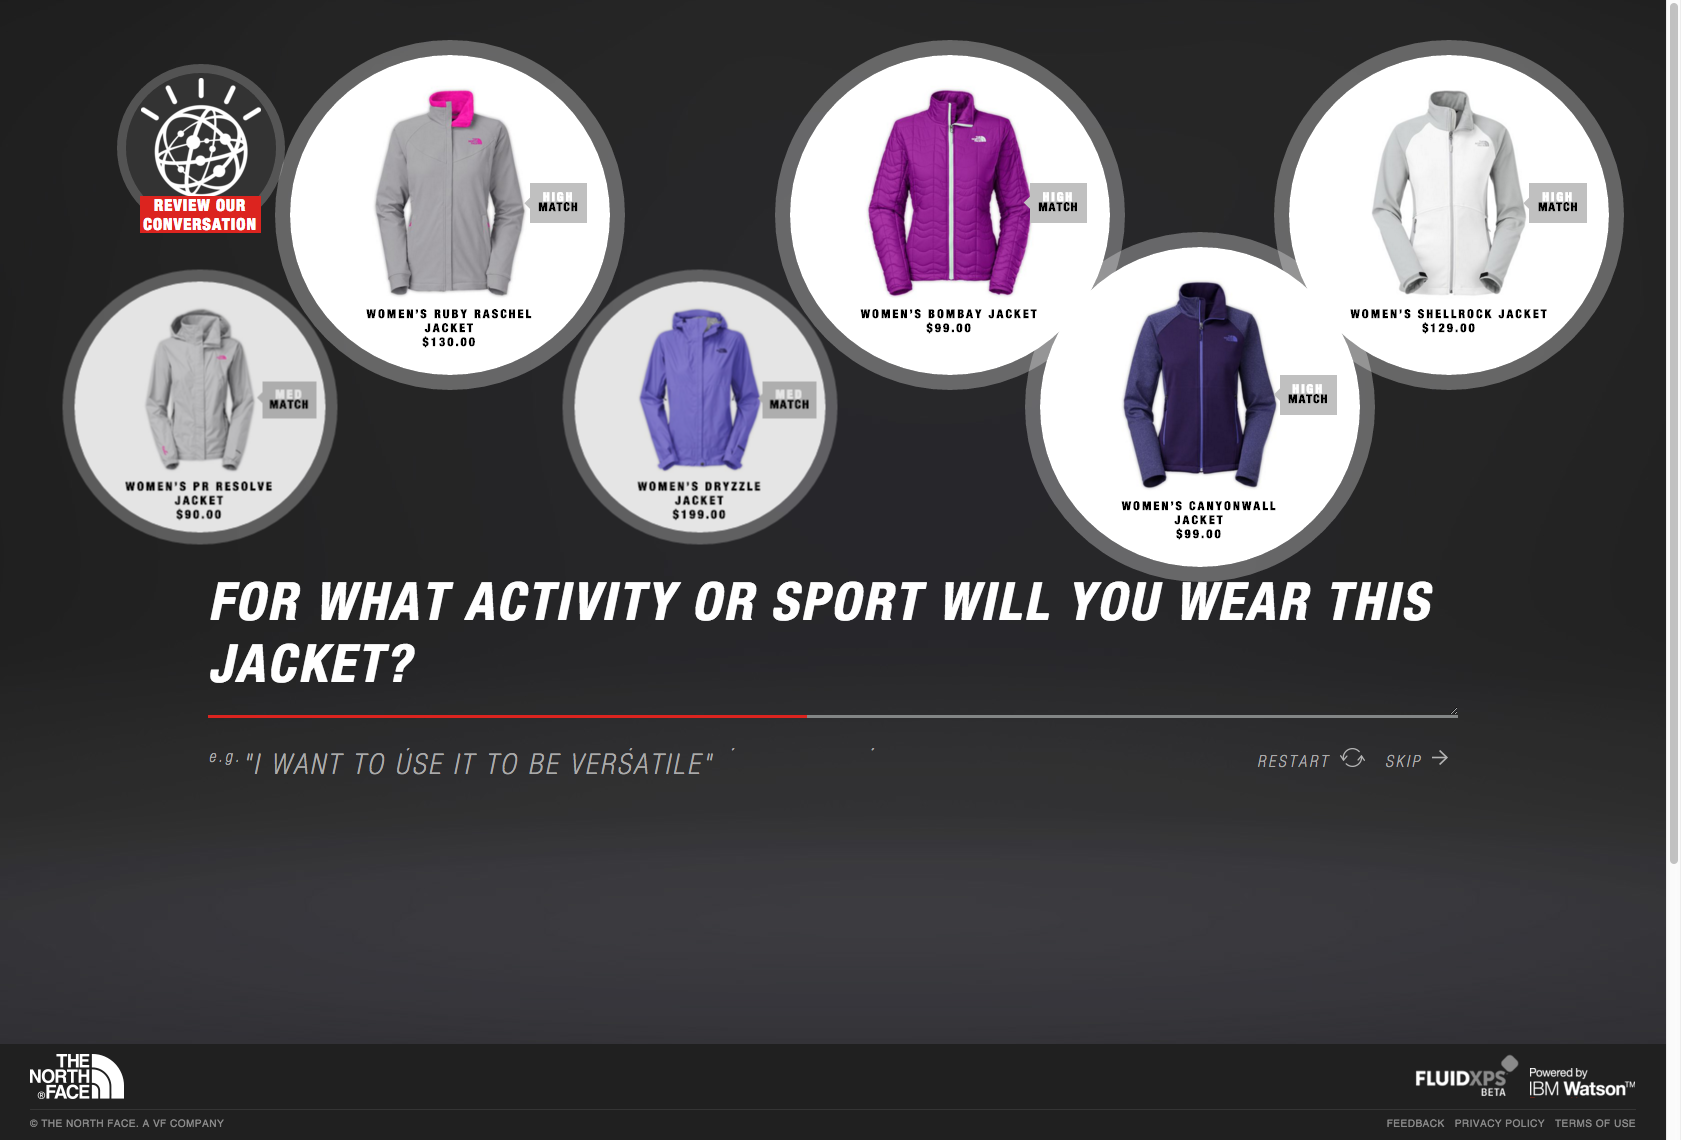 REVIEW OUR
CONVERSATION
WOMEN'S RUBY RASCHEL
JACKET
$130.00
HIGH
MATCH
WOMEN'S BOMBAY JACKET
$99.00
HIGH
MATCH
WOMEN'S SHELLROCK JACKET
$129.00
HIGH
MATCH
WOMEN'S PR RESOLVE
JACKET
$90.00
MED
MATCH
WOMEN'S DRYZZLE
JACKET
$199.00
MED
MATCH
WOMEN'S CANYONWALL
JACKET
$99.00
HIGH
MATCH
FOR WHAT ACTIVITY OR SPORT WILL YOU WEAR THIS
JACKET?
e.g. "I WANT TO USE IT TO BE VERSATILE"
RESTART SKIP
THE
NORTH
®FACE
FLUIDXPS
BETA
Powered by
IBM Watson™
© THE NORTH FACE. A VF COMPANY
FEEDBACK PRIVACY POLICY TERMS OF USE